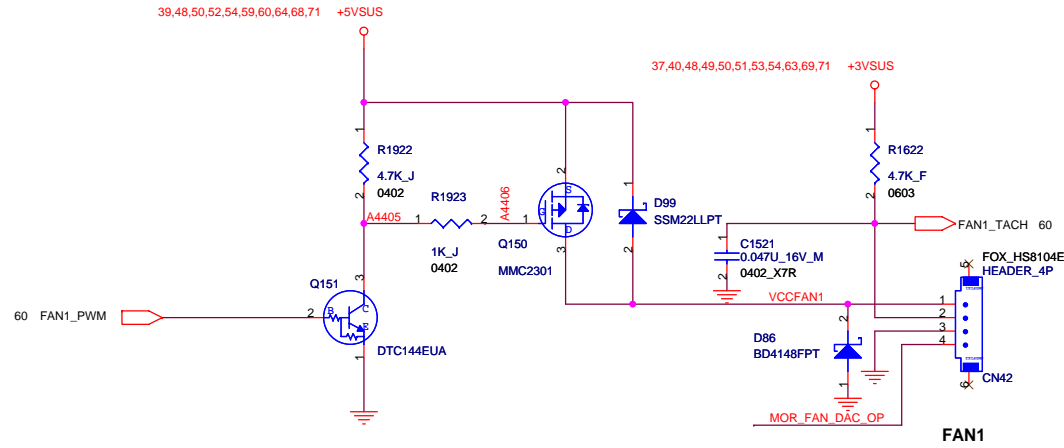 39,48,50,52,54,59,60,64,68,71 +5VSUS
37,40,48,49,50,51,53,54,63,69,71 +3VSUS
1
R1922
4.7K_J
0402
2
A4405
1
R1923
2
1K_J
0402
A4406
1
2
S
G
D
3
Q150
MMC2301
1
D99
SSM22LLPT
2
1
R1622
4.7K_F
0603
2
1
C1521
0.047U_16V_M
0402_X7R
2
FAN1_TACH 60
60 FAN1_PWM
2
Q151
3
B
C
E
1
DTC144EUA
VCCFAN1
2
D86
BD4148FPT
1
MOR_FAN_DAC_OP
5
FOX_HS8104E
HEADER_4P
1
2
3
4
6
CN42
FAN1